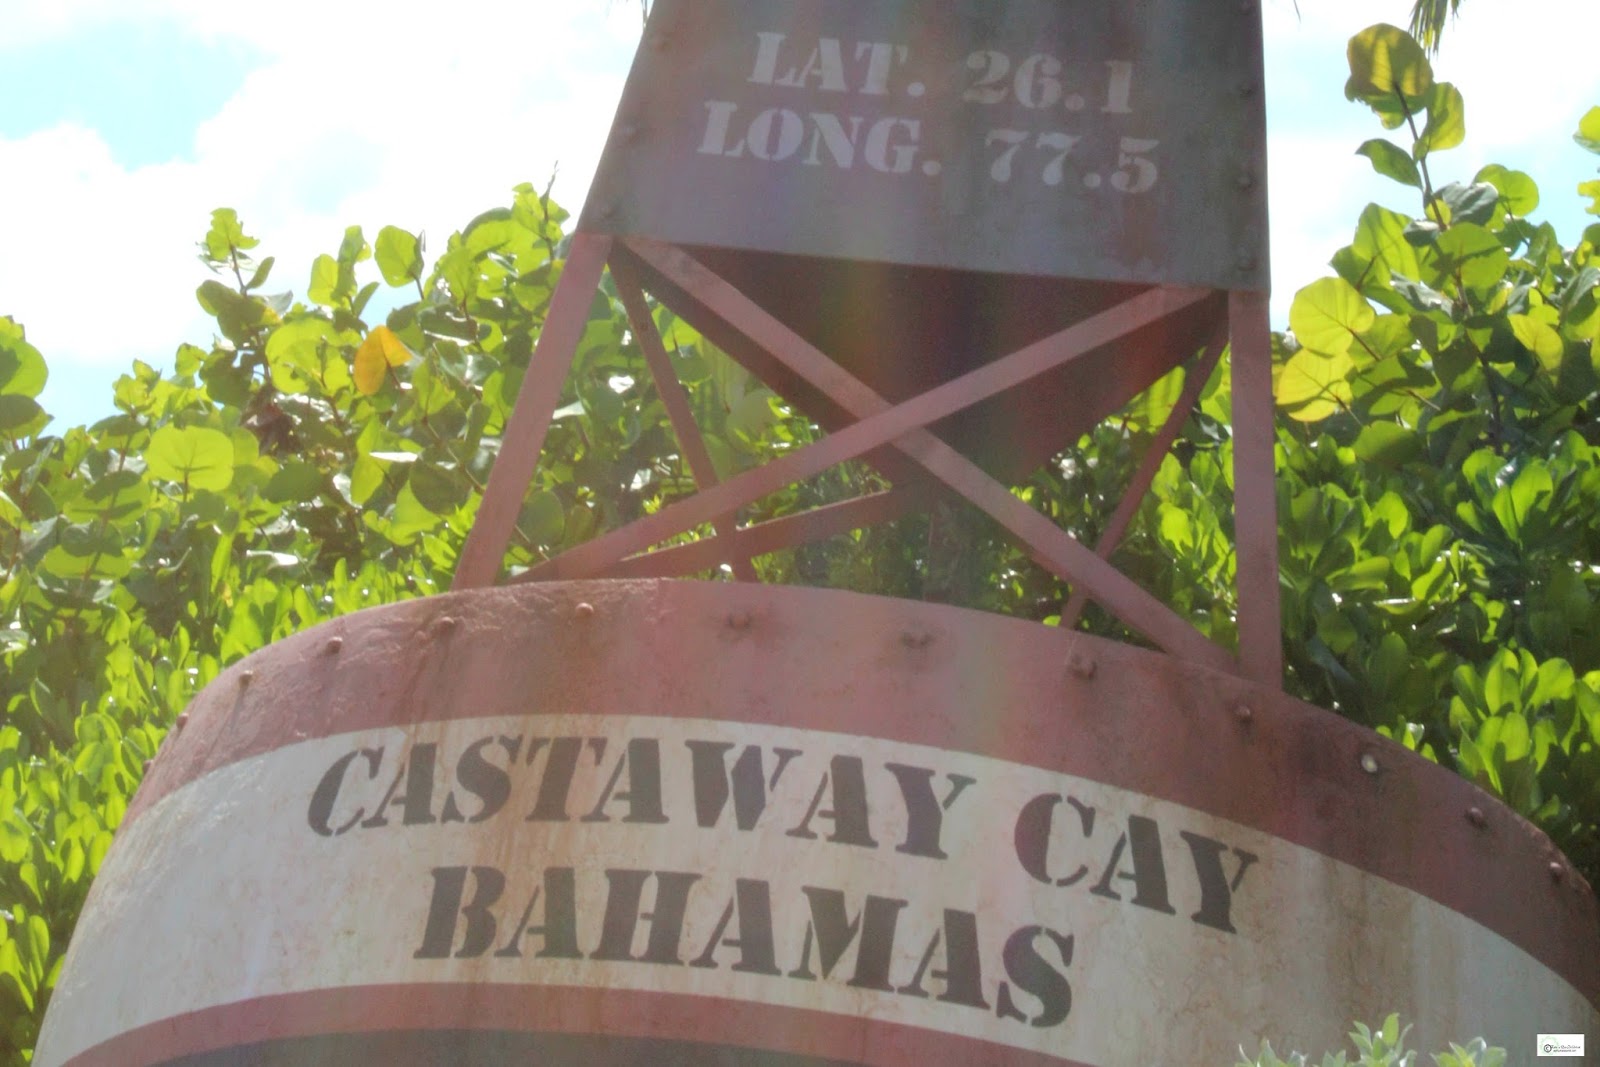 LAT. 26.1
LONG. 77.5
CASTAWAY CAY
BAHAMAS